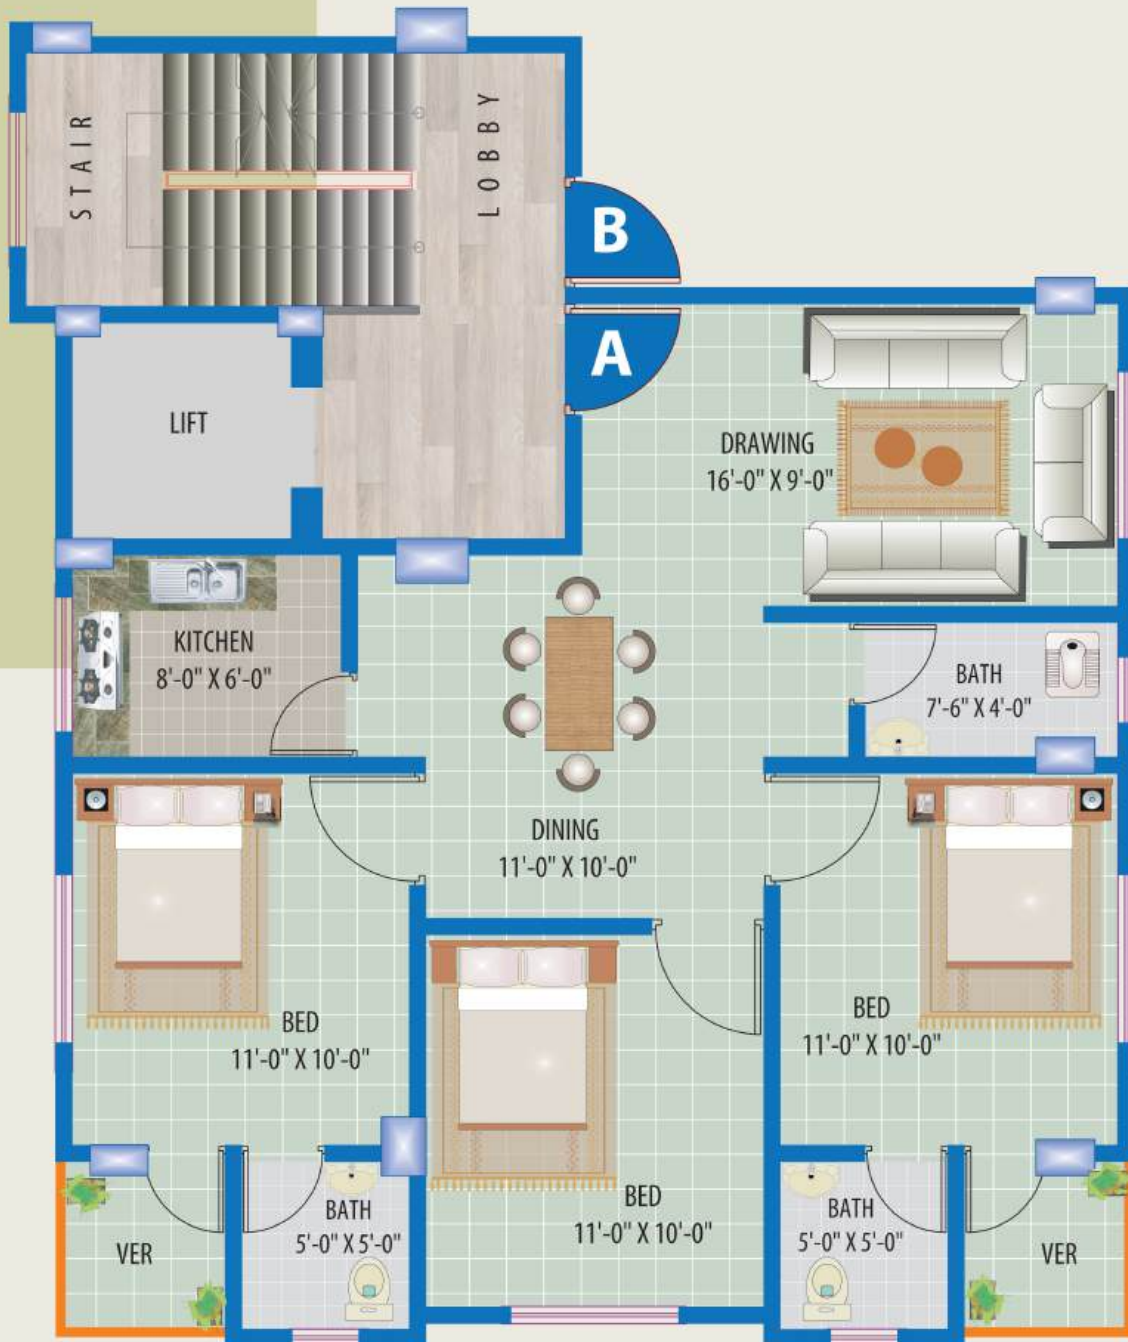 STAIR
LOBBY
B
A
LIFT
DRAWING
16'-0" X 9'-0"
KITCHEN
8'-0" X 6'-0"
BATH
7'-6" X 4'-0"
DINING
11'-0" X 10'-0"
BED
11'-0" X 10'-0"
BED
11'-0" X 10'-0"
BED
11'-0" X 10'-0"
VER
BATH
5'-0" X 5'-0"
BATH
5'-0" X 5'-0"
VER